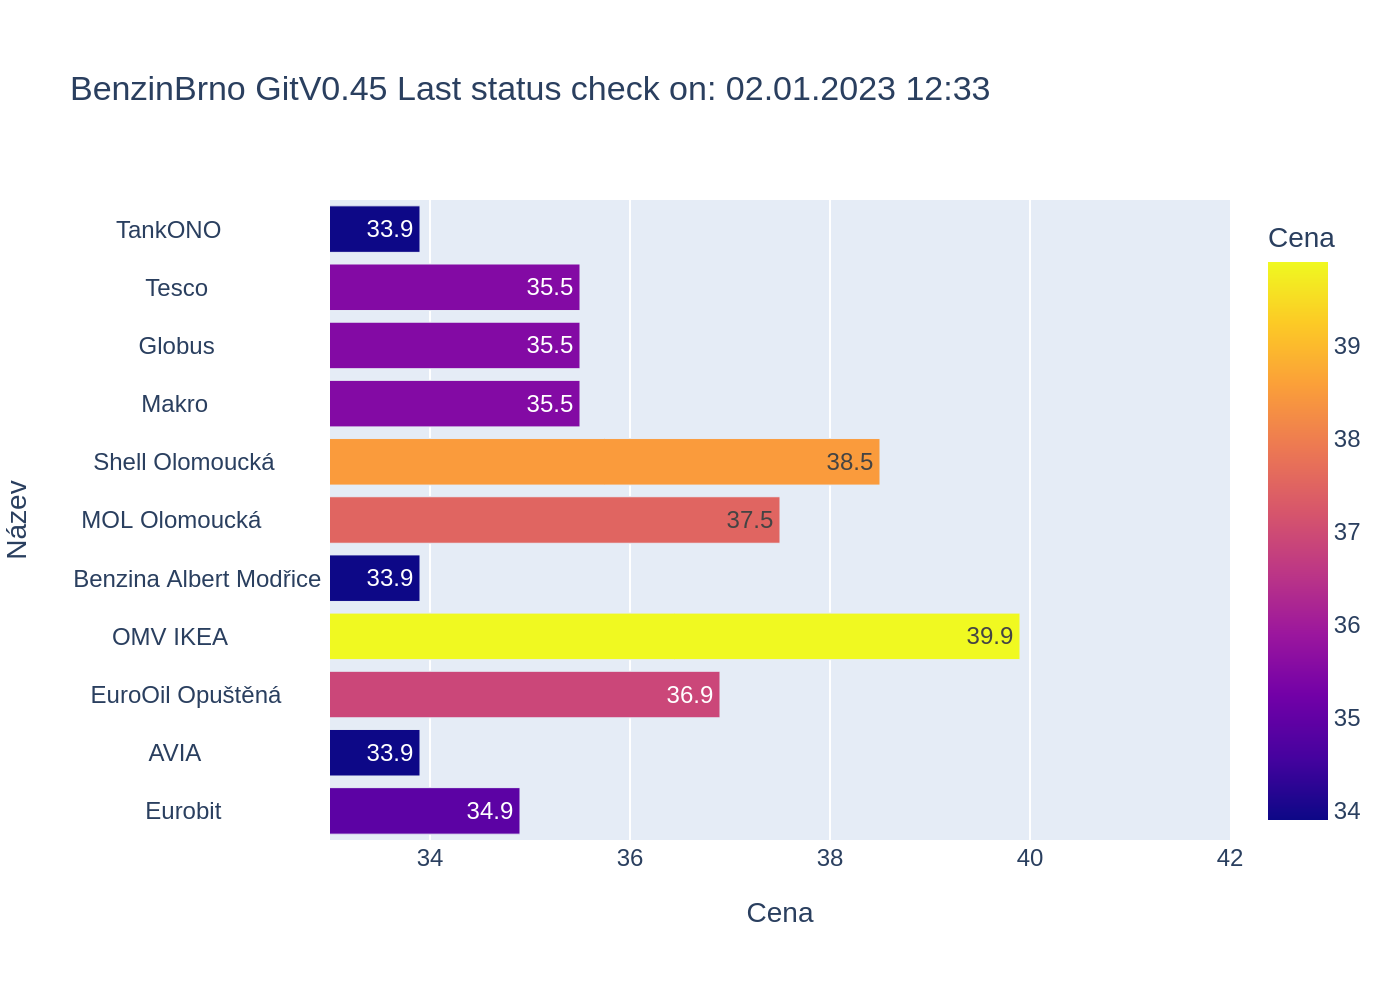 BenzinBrno GitV0.45 Last status check on: 02.01.2023 12:33
Název
TankONO 33.9
Tesco 35.5
Globus 35.5
Makro 35.5
Shell Olomoucká 38.5
MOL Olomoucká 37.5
Benzina Albert Modřice 33.9
OMV IKEA 39.9
EuroOil Opuštěná 36.9
AVIA 33.9
Eurobit 34.9
34 36 38 40 42
Cena
Cena
39
38
37
36
35
34